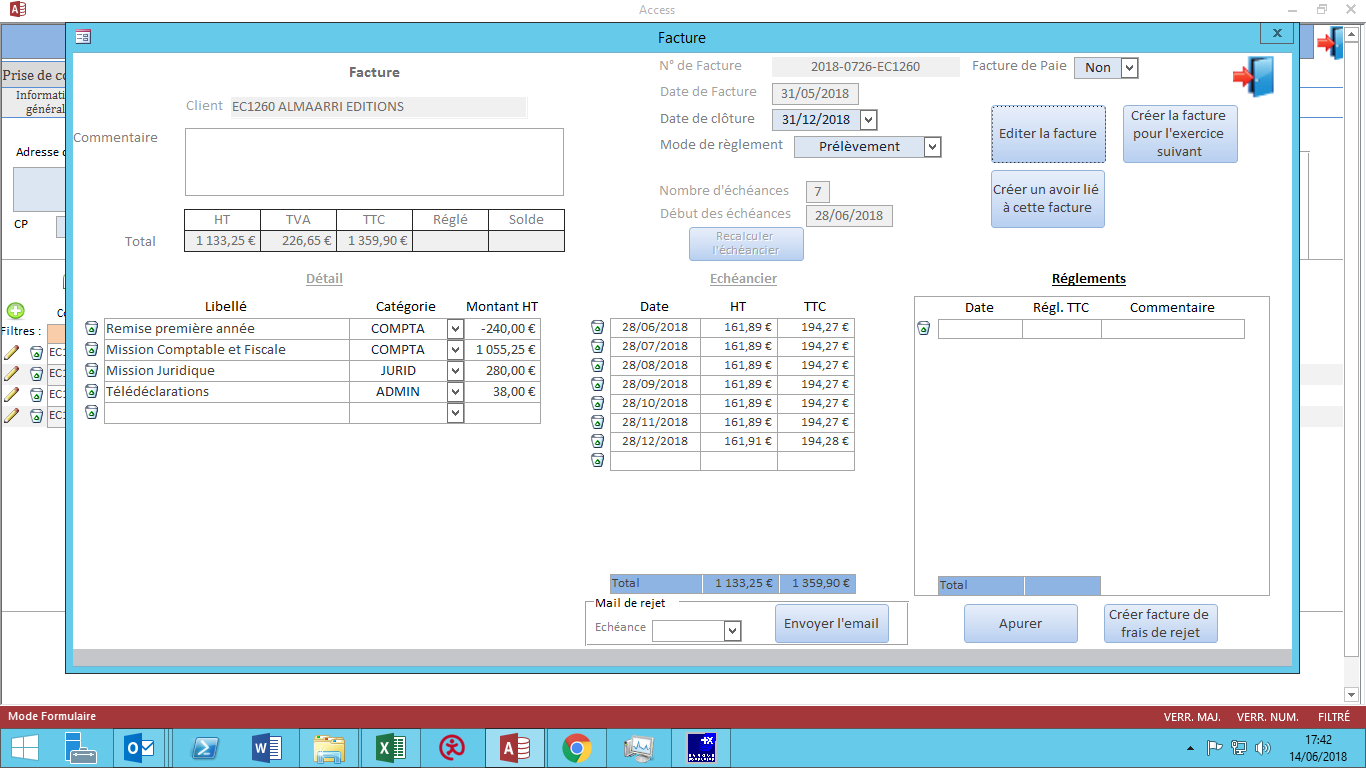 Access
Facture
Prise de co
Informati
général
Adresse
CP
Filtres :
EC1
EC1
EC1
EC1
Facture
Client EC1260 ALMAARRI EDITIONS
Commentaire
HT TVA TTC Réglé Solde
Total 1 133,25 € 226,65 € 1 359,90 €
N° de Facture 2018-0726-EC1260 Facture de Paie Non
Date de Facture 31/05/2018
Date de clôture 31/12/2018
Mode de règlement Prélèvement
Nombre d'échéances 7
Début des échéances 28/06/2018
Recalculer
l'échéancier
Editer la facture
Créer la facture
pour l'exercice
suivant
Créer un avoir lié
à cette facture
Détail
Libellé Catégorie Montant HT
Remise première année COMPTA -240,00 €
Mission Comptable et Fiscale COMPTA 1 055,25 €
Mission Juridique JURID 280,00 €
Télédéclarations ADMIN 38,00 €
Echéancier
Date HT TTC
28/06/2018 161,89 € 194,27 €
28/07/2018 161,89 € 194,27 €
28/08/2018 161,89 € 194,27 €
28/09/2018 161,89 € 194,27 €
28/10/2018 161,89 € 194,27 €
28/11/2018 161,89 € 194,27 €
28/12/2018 161,91 € 194,28 €
Total 1 133,25 € 1 359,90 €
Réglements
Date Régl. TTC Commentaire
Total
Mail de rejet
Echéance
Envoyer l'email
Apurer
Créer facture de
frais de rejet
Mode Formulaire
VERR. MAJ. VERR. NUM. FILTRÉ
17:42
14/06/2018